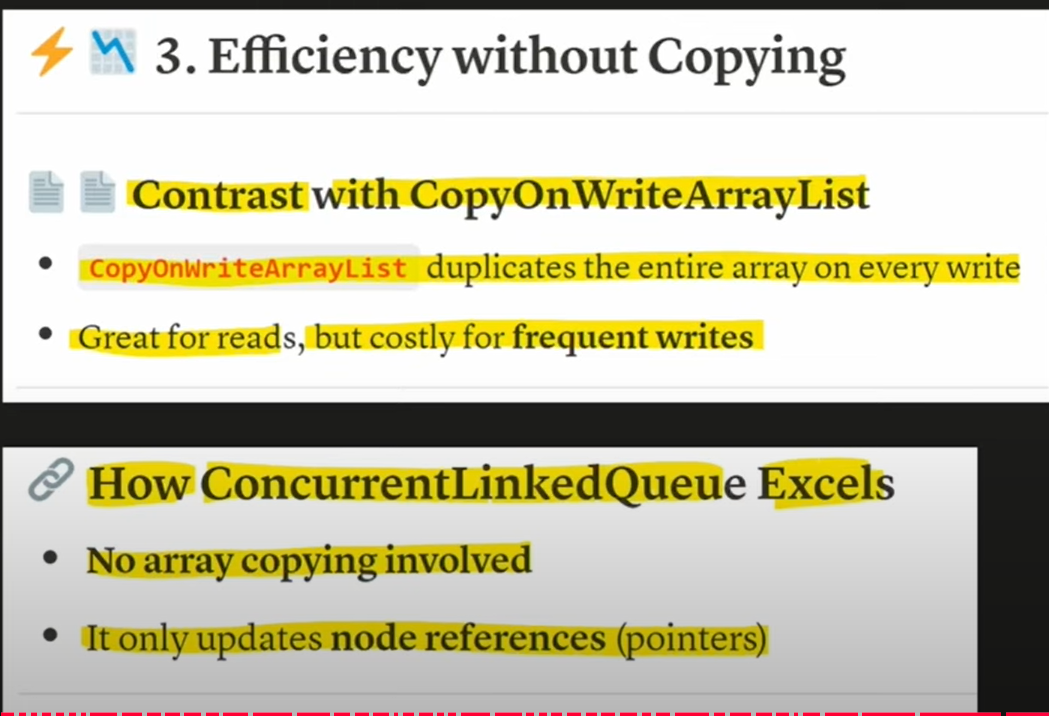 3. Efficiency without Copying
Contrast with CopyOnWriteArrayList
CopyOnWriteArrayList duplicates the entire array on every write
Great for reads, but costly for frequent writes
How ConcurrentLinkedQueue Excels
No array copying involved
It only updates node references (pointers)